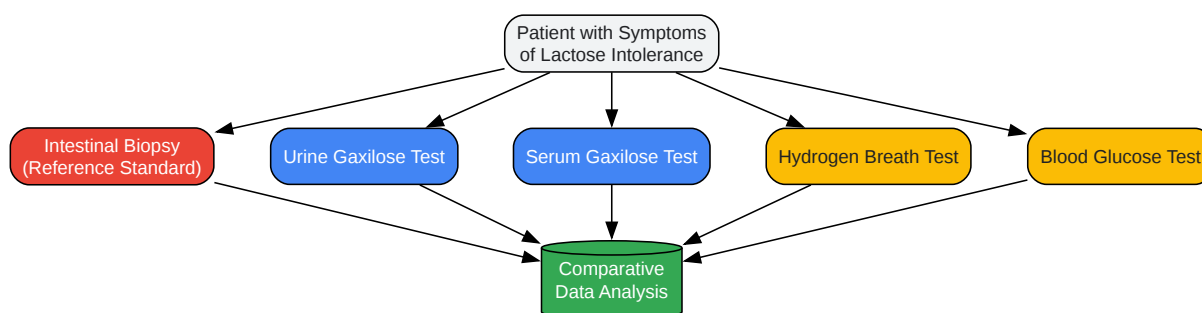 Patient with Symptoms
of Lactose Intolerance
Intestinal Biopsy
(Reference Standard)
Urine Gaxilose Test
Serum Gaxilose Test
Hydrogen Breath Test
Blood Glucose Test
Comparative
Data Analysis